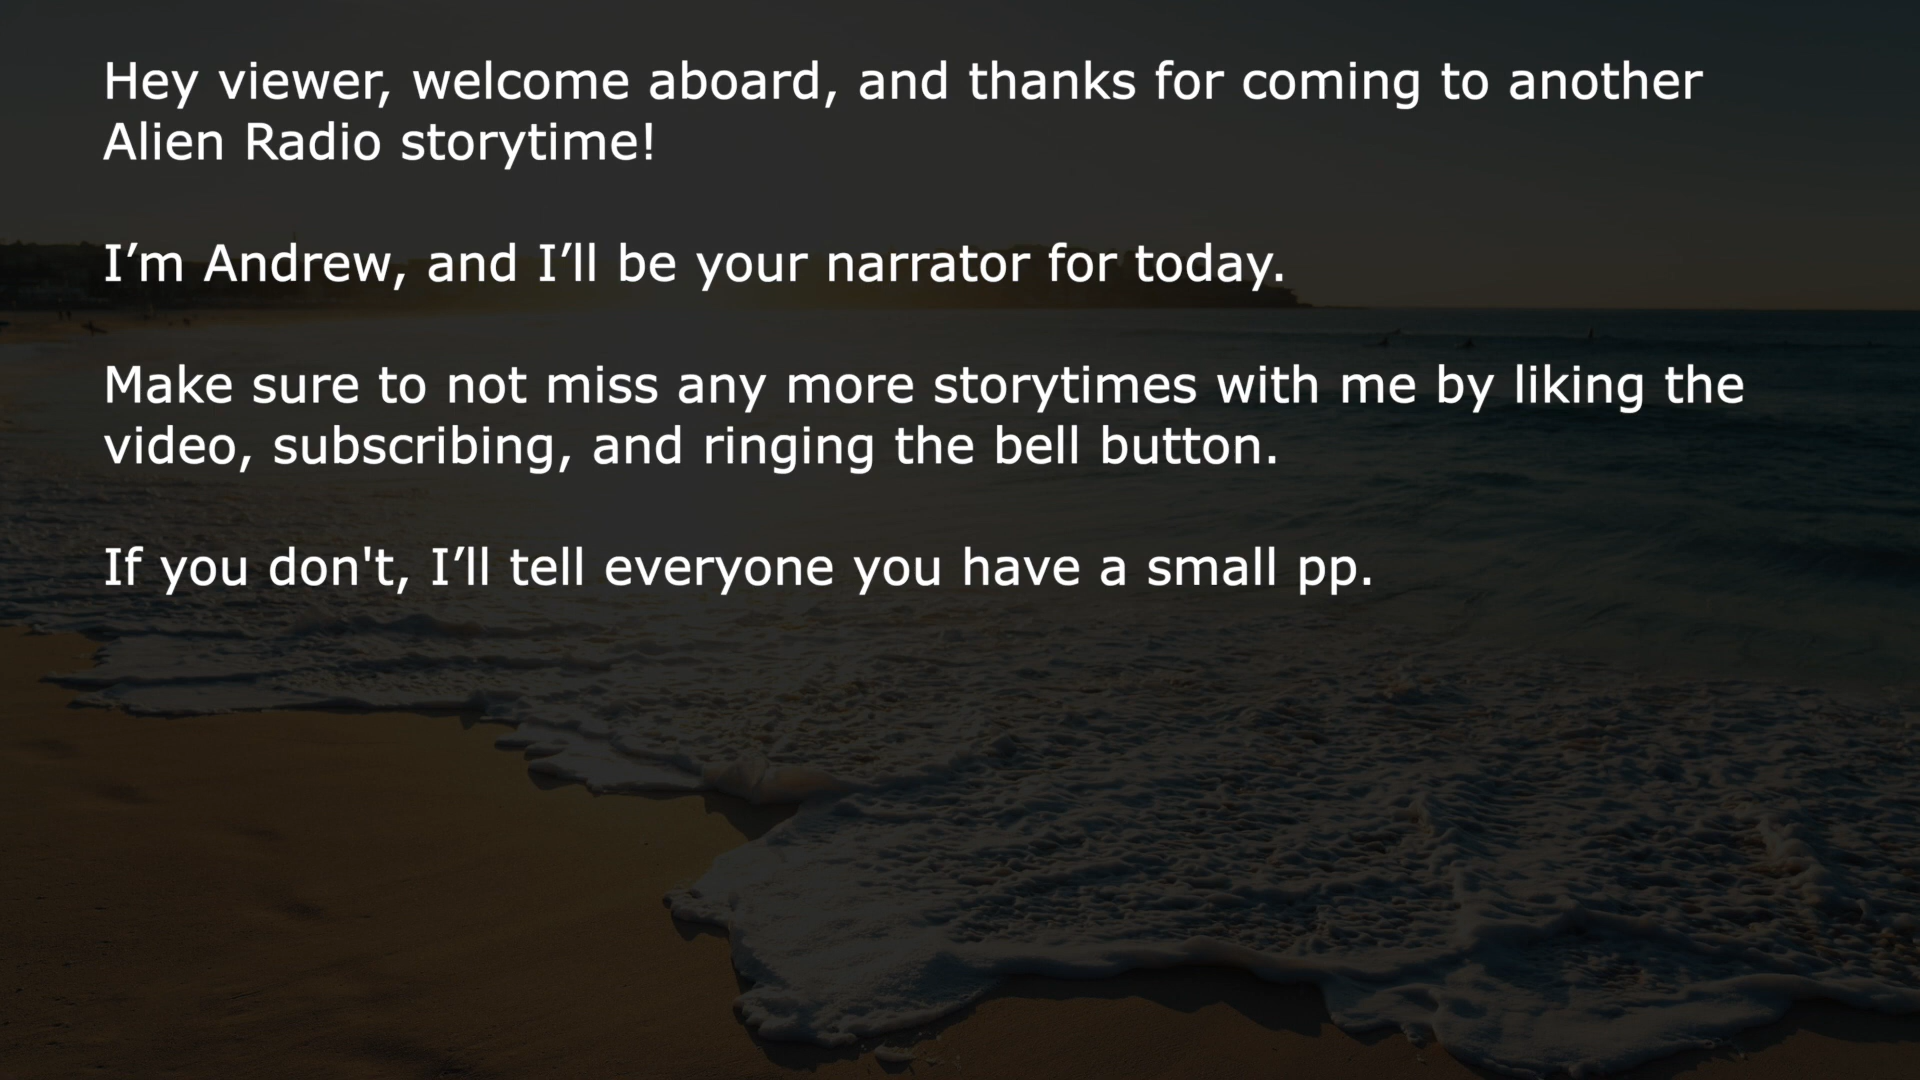 Hey viewer, welcome aboard, and thanks for coming to another
Alien Radio storytime!
I’m Andrew, and I’ll be your narrator for today.
Make sure to not miss any more storytimes with me by liking the
video, subscribing, and ringing the bell button.
If you don't, I’ll tell everyone you have a small pp.